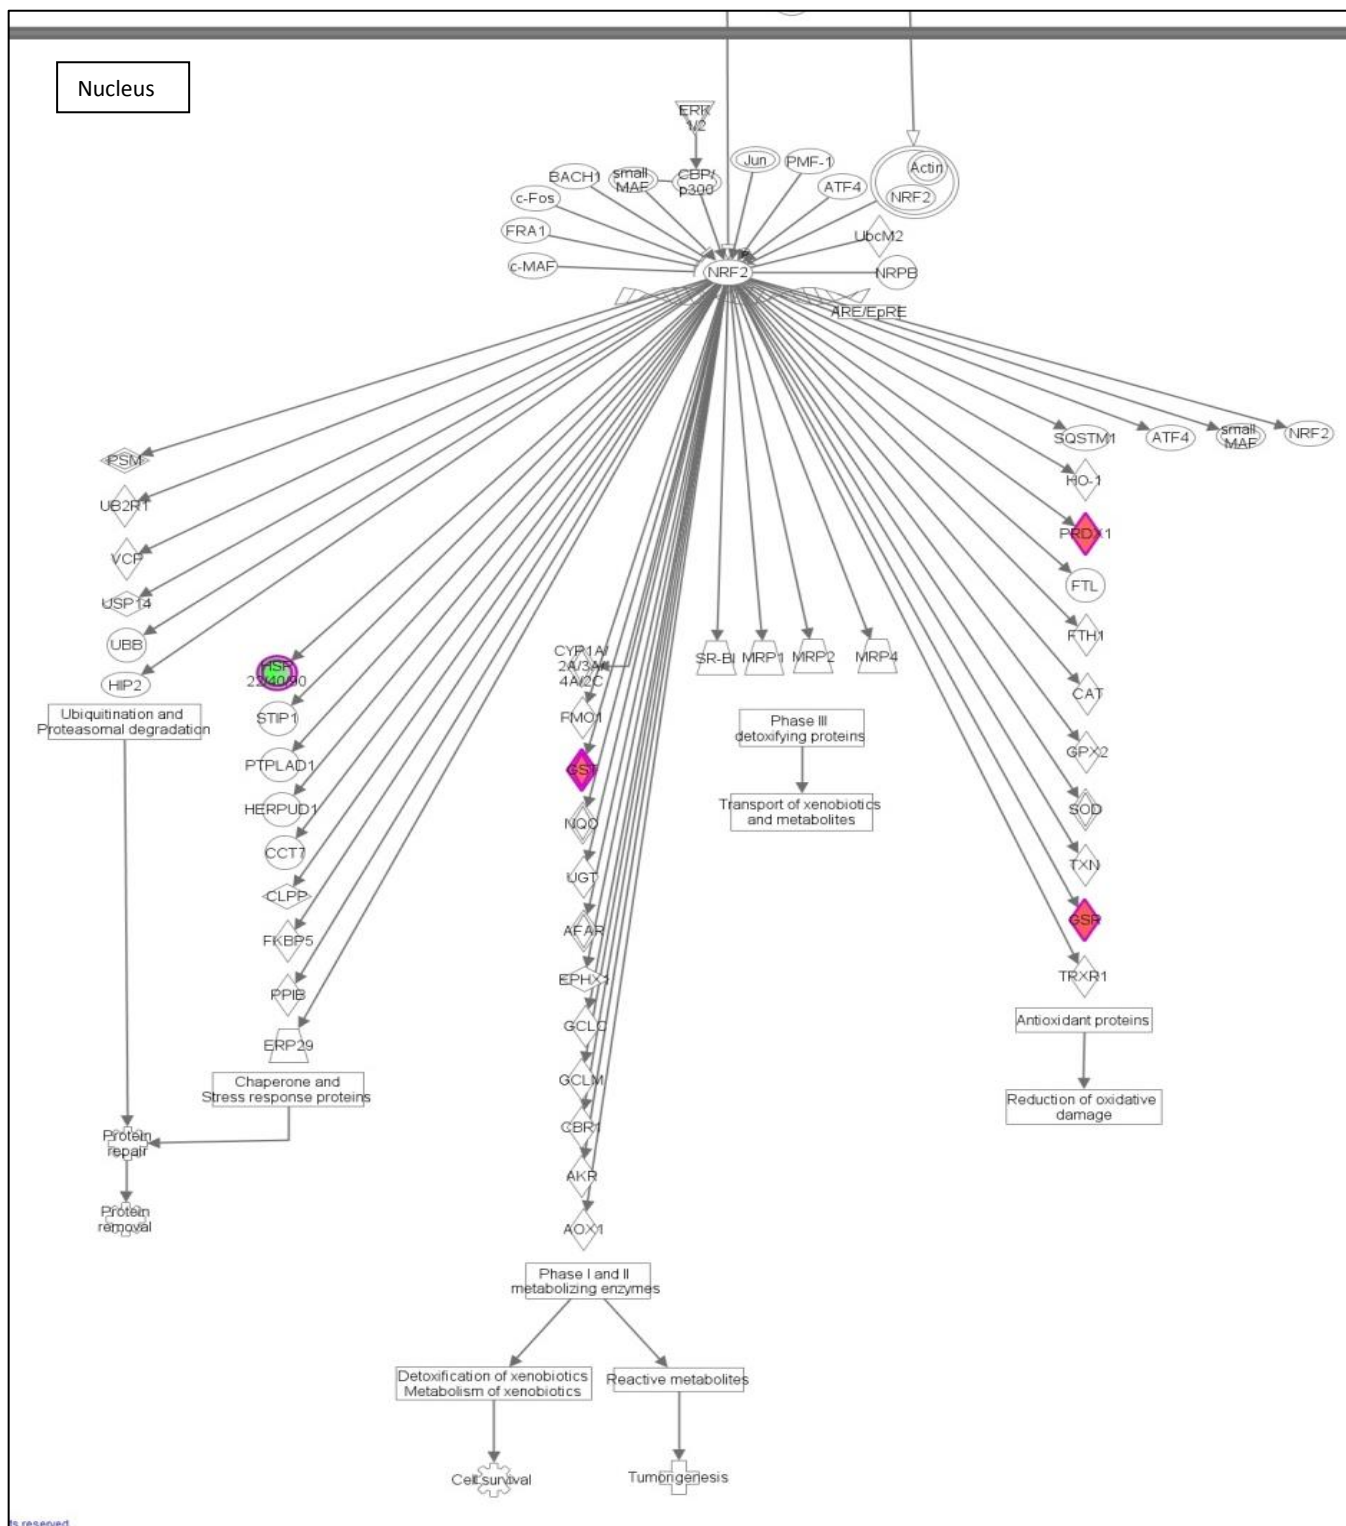 Nucleus
ERK
1/2
Jun
PMF-1
Actin
BACH1
small
MAF
CBP/
p300
ATF4
NRF2
c-Fos
FRA1
UbcM2
c-MAF
NRF2
NRPB
ARE/EpRE
SQSTM1
ATF4
small
MAF
NRF2
PSM
UB2R1
VCP
USP14
UBB
HIP2
Ubiquitination and
Proteasomal degradation
HSP
22/40/90
STIP1
PTPLAD1
HERPUD1
CCT7
CLPP
FKBP5
PPIB
ERP29
Chaperone and
Stress response proteins
Protein
repair
Protein
removal
CYP1A/
2A/3A/
4A/2C
FMO1
GST
NQO
UGT
AFAR
EPHX1
GCLC
GCLM
CBR1
AKR
AOX1
Phase I and II
metabolizing enzymes
Detoxification of xenobiotics
Metabolism of xenobiotics
Reactive metabolites
Cell survival
Tumorigenesis
SR-BI
MRP1
MRP2
MRP4
Phase III
detoxifying proteins
Transport of xenobiotics
and metabolites
HO-1
PRDX1
FTL
FTH1
CAT
GPX2
SOD
TXN
GSR
TRXR1
Antioxidant proteins
Reduction of oxidative
damage
ts reserved.